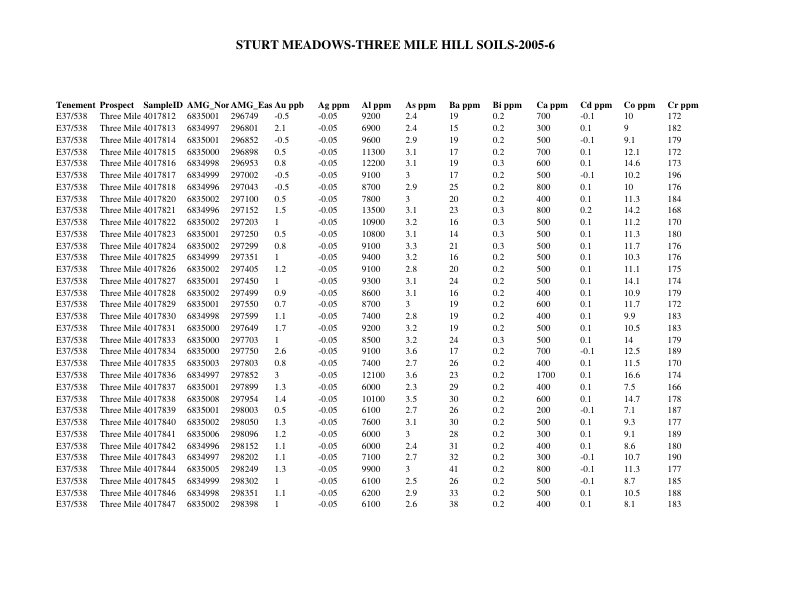 STURT MEADOWS-THREE MILE HILL SOILS-2005-6
Tenement Prospect SampleID AMG_Nor AMG_Eas Au ppb Ag ppm Al ppm As ppm Ba ppm Bi ppm Ca ppm Cd ppm Co ppm Cr ppm
E37/538 Three Mile 4017812 6835001 296749 -0.5 -0.05 9200 2.4 19 0.2 700 -0.1 10 172
E37/538 Three Mile 4017813 6834997 296801 2.1 -0.05 6900 2.4 15 0.2 300 0.1 9 182
E37/538 Three Mile 4017814 6835001 296852 -0.5 -0.05 9600 2.9 19 0.2 500 -0.1 9.1 179
E37/538 Three Mile 4017815 6835000 296898 0.5 -0.05 11300 3.1 17 0.2 700 0.1 12.1 172
E37/538 Three Mile 4017816 6834998 296953 0.8 -0.05 12200 3.1 19 0.3 600 0.1 14.6 173
E37/538 Three Mile 4017817 6834999 297002 -0.5 -0.05 9100 3 17 0.2 500 -0.1 10.2 196
E37/538 Three Mile 4017818 6834996 297043 -0.5 -0.05 8700 2.9 25 0.2 800 0.1 10 176
E37/538 Three Mile 4017820 6835002 297100 0.5 -0.05 7800 3 20 0.2 400 0.1 11.3 184
E37/538 Three Mile 4017821 6834996 297152 1.5 -0.05 13500 3.1 23 0.3 800 0.2 14.2 168
E37/538 Three Mile 4017822 6835002 297203 1 -0.05 10900 3.2 16 0.3 500 0.1 11.2 170
E37/538 Three Mile 4017823 6835001 297250 0.5 -0.05 10800 3.1 14 0.3 500 0.1 11.3 180
E37/538 Three Mile 4017824 6835002 297299 0.8 -0.05 9100 3.3 21 0.3 500 0.1 11.7 176
E37/538 Three Mile 4017825 6834999 297351 1 -0.05 9400 3.2 16 0.2 500 0.1 10.3 176
E37/538 Three Mile 4017826 6835002 297405 1.2 -0.05 9100 2.8 20 0.2 500 0.1 11.1 175
E37/538 Three Mile 4017827 6835001 297450 1 -0.05 9300 3.1 24 0.2 500 0.1 14.1 174
E37/538 Three Mile 4017828 6835002 297499 0.9 -0.05 8600 3.1 16 0.2 400 0.1 10.9 179
E37/538 Three Mile 4017829 6835001 297550 0.7 -0.05 8700 3 19 0.2 600 0.1 11.7 172
E37/538 Three Mile 4017830 6834998 297599 1.1 -0.05 7400 2.8 19 0.2 400 0.1 9.9 183
E37/538 Three Mile 4017831 6835000 297649 1.7 -0.05 9200 3.2 19 0.2 500 0.1 10.5 183
E37/538 Three Mile 4017833 6835000 297703 1 -0.05 8500 3.2 24 0.3 500 0.1 14 179
E37/538 Three Mile 4017834 6835000 297750 2.6 -0.05 9100 3.6 17 0.2 700 -0.1 12.5 189
E37/538 Three Mile 4017835 6835003 297803 0.8 -0.05 7400 2.7 26 0.2 400 0.1 11.5 170
E37/538 Three Mile 4017836 6834997 297852 3 -0.05 12100 3.6 23 0.2 1700 0.1 16.6 174
E37/538 Three Mile 4017837 6835001 297899 1.3 -0.05 6000 2.3 29 0.2 400 0.1 7.5 166
E37/538 Three Mile 4017838 6835008 297954 1.4 -0.05 10100 3.5 30 0.2 600 0.1 14.7 178
E37/538 Three Mile 4017839 6835001 298003 0.5 -0.05 6100 2.7 26 0.2 200 -0.1 7.1 187
E37/538 Three Mile 4017840 6835002 298050 1.3 -0.05 7600 3.1 30 0.2 500 0.1 9.3 177
E37/538 Three Mile 4017841 6835006 298096 1.2 -0.05 6000 3 28 0.2 300 0.1 9.1 189
E37/538 Three Mile 4017842 6834996 298152 1.1 -0.05 6000 2.4 31 0.2 400 0.1 8.6 180
E37/538 Three Mile 4017843 6834997 298202 1.1 -0.05 7100 2.7 32 0.2 300 -0.1 10.7 190
E37/538 Three Mile 4017844 6835005 298249 1.3 -0.05 9900 3 41 0.2 800 -0.1 11.3 177
E37/538 Three Mile 4017845 6834999 298302 1 -0.05 6100 2.5 26 0.2 500 -0.1 8.7 185
E37/538 Three Mile 4017846 6834998 298351 1.1 -0.05 6200 2.9 33 0.2 500 0.1 10.5 188
E37/538 Three Mile 4017847 6835002 298398 1 -0.05 6100 2.6 38 0.2 400 0.1 8.1 183